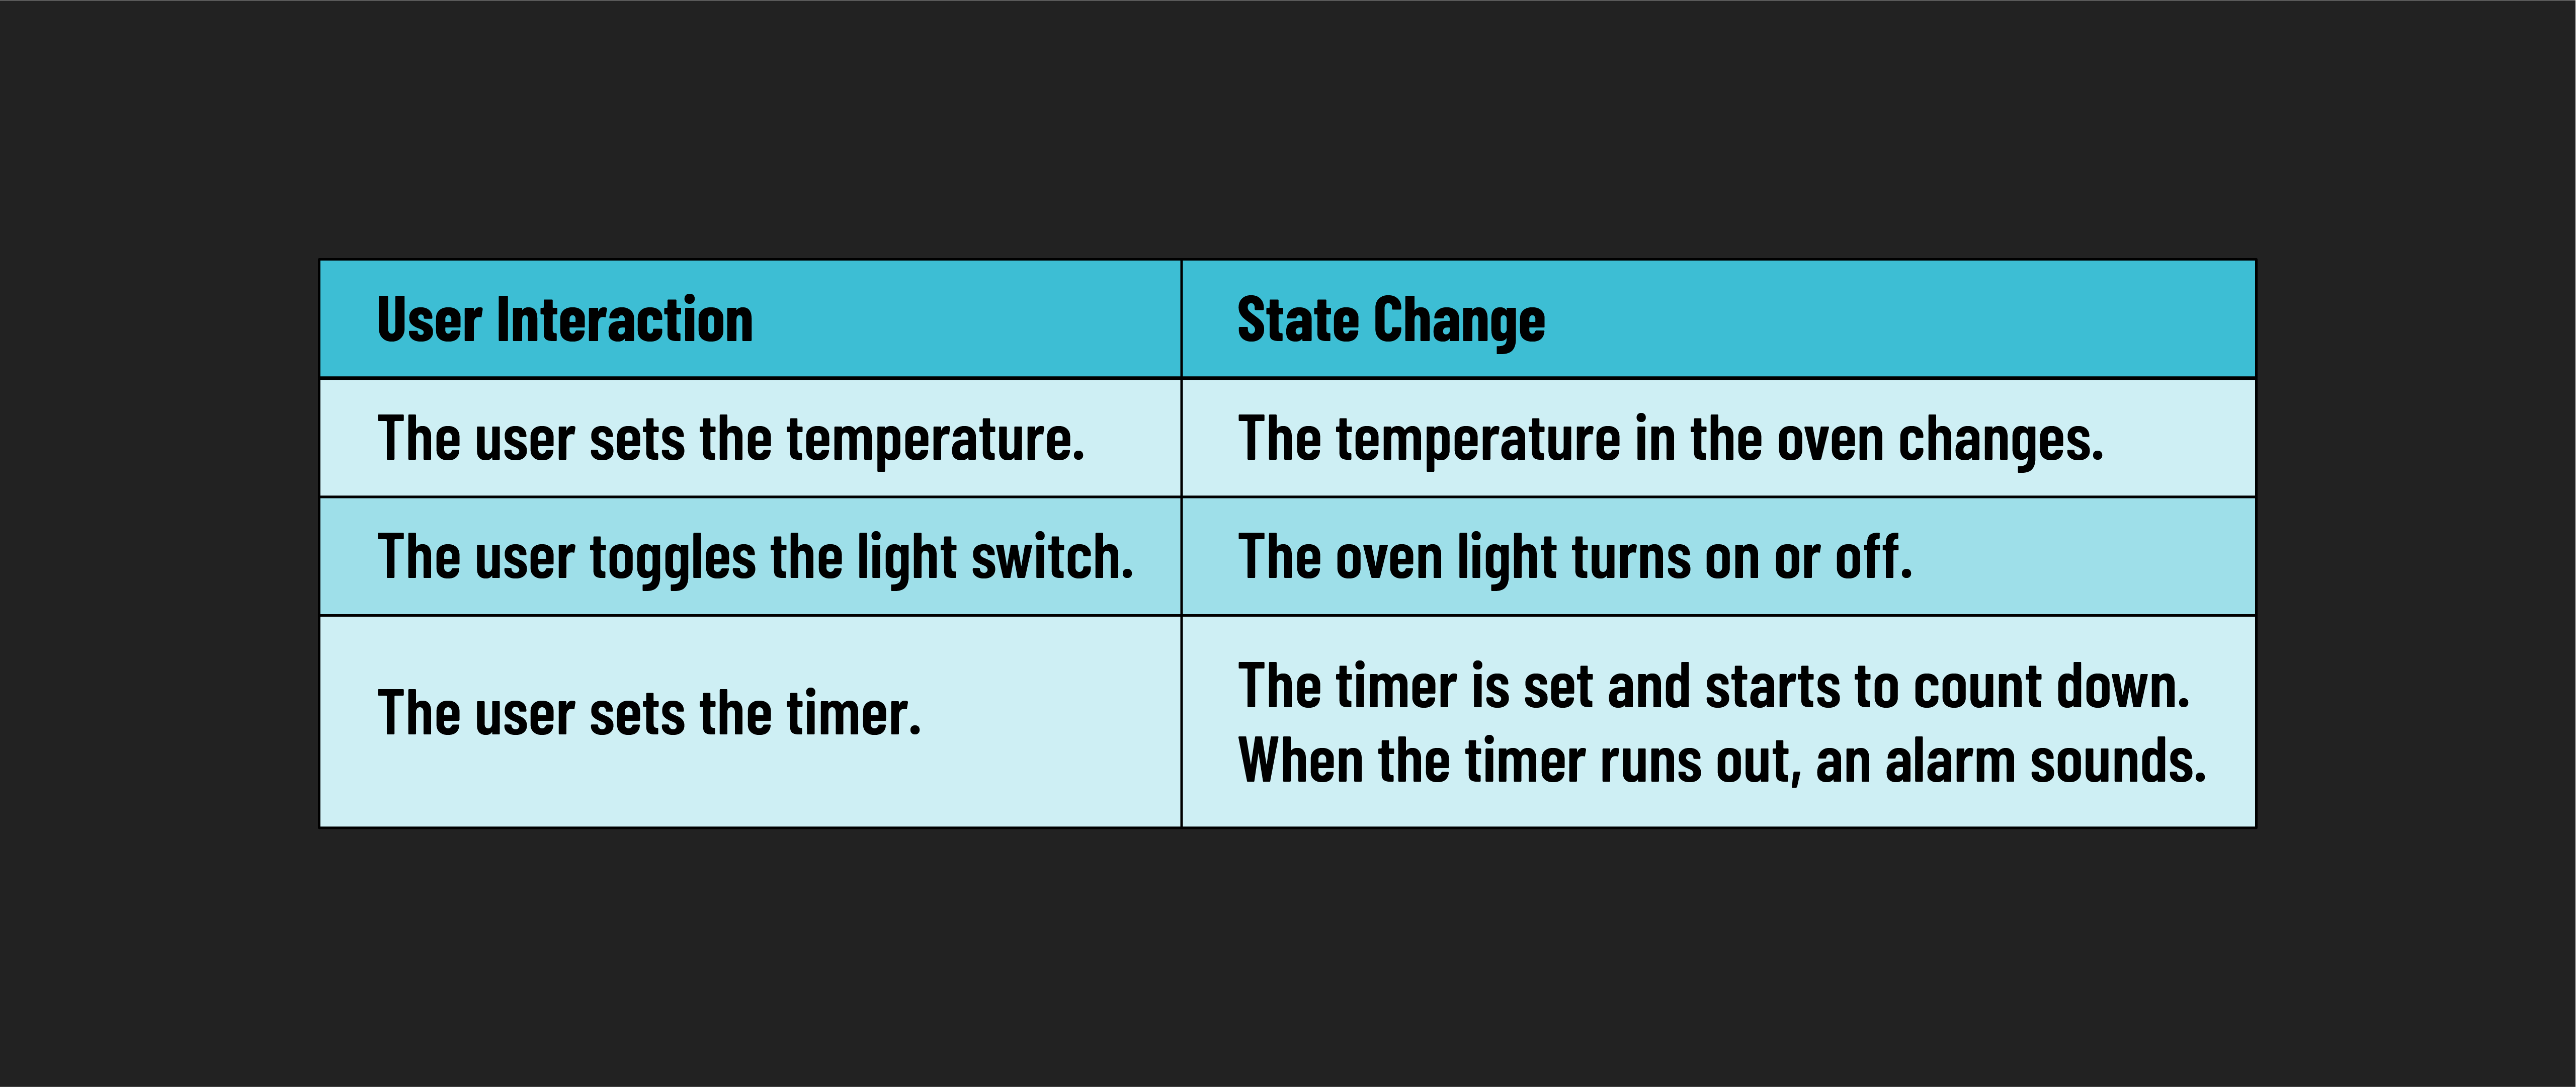 User Interaction
State Change
The user sets the temperature.
The temperature in the oven changes.
The user toggles the light switch.
The oven light turns on or off.
The user sets the timer.
The timer is set and starts to count down.
When the timer runs out, an alarm sounds.